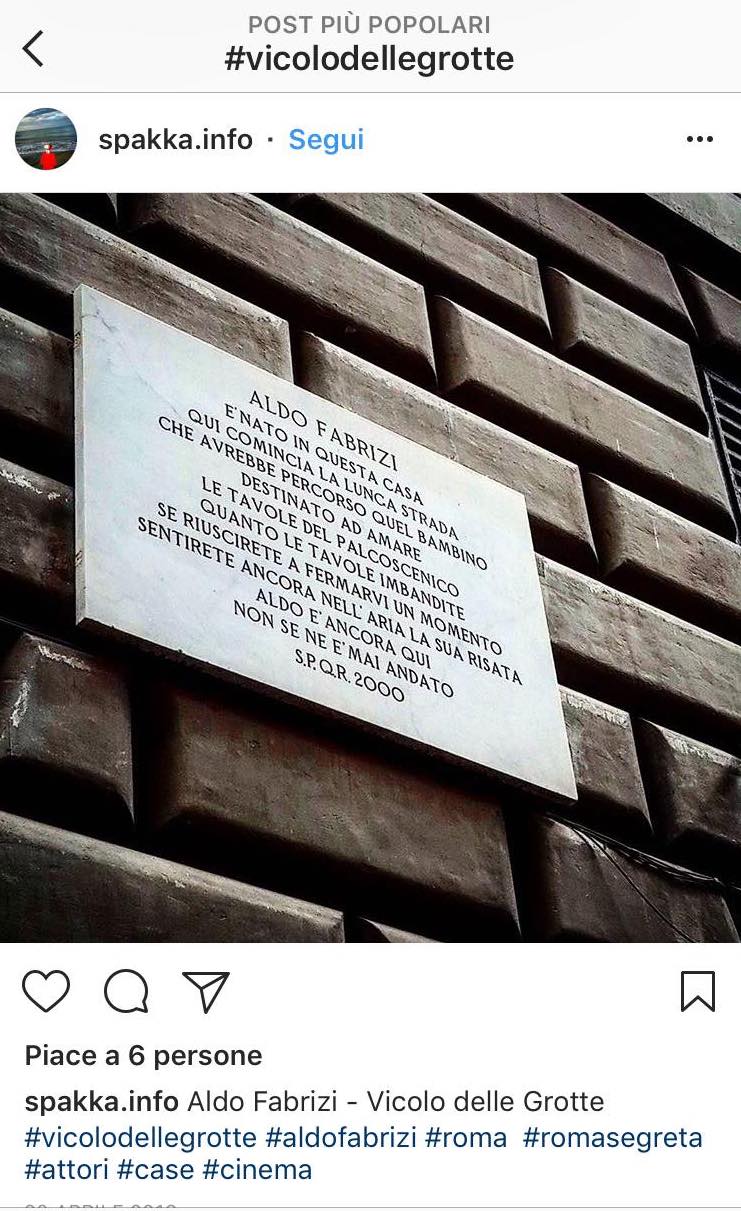 POST PIÙ POPOLARI
#vicolodellegrotte
spakka.info · Segui
ALDO FABRIZI
E'NATO IN QUESTA CASA
QUI COMINCIA LA LUNGA STRADA
CHE AVREBBE PERCORSO QUEL BAMBINO
DESTINATO AD AMARE
LE TAVOLE DEL PALCOSCENICO
QUANTO LE TAVOLE IMBANDITE
SE RIUSCIRETE A FERMARVI UN MOMENTO
SENTIRETE ANCORA NELL'ARIA LA SUA RISATA
ALDO E'ANCORA QUI
NON SE NE E'MAI ANDATO
S.P.Q.R. 2000
Piace a 6 persone
spakka.info Aldo Fabrizi - Vicolo delle Grotte
#vicolodellegrotte #aldofabrizi #roma #romasegreta
#attori #case #cinema